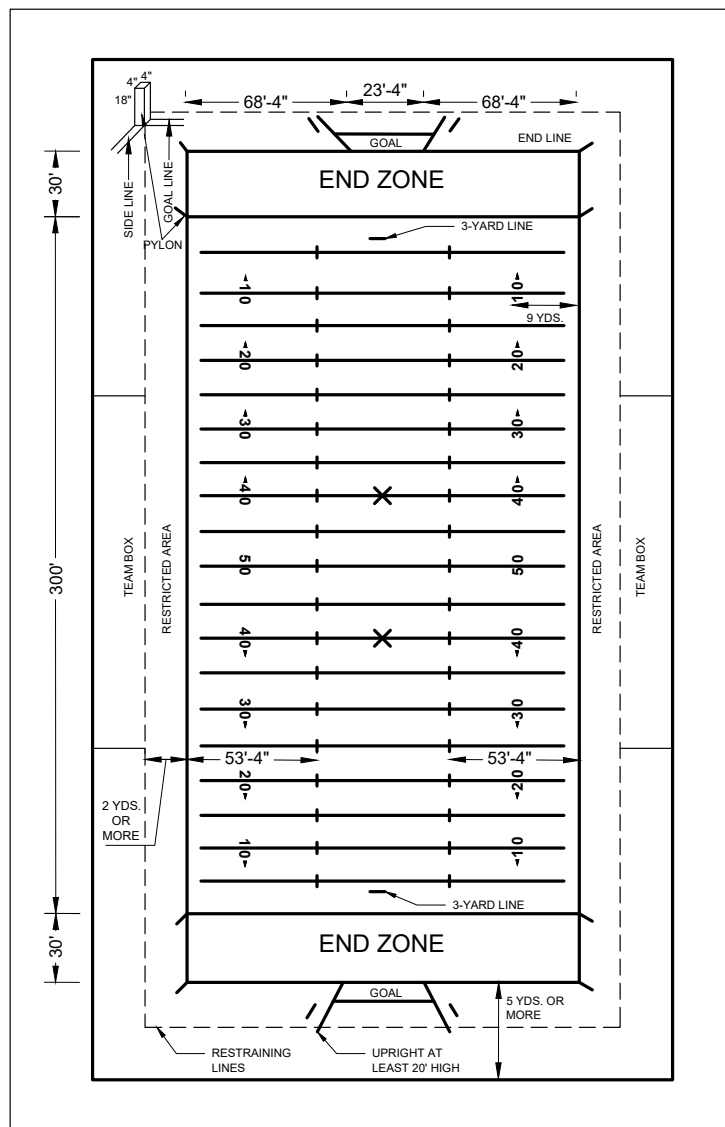 4" 4"
18"
68'-4" 23'-4" 68'-4"
GOAL
END LINE
SIDE LINE
GOAL LINE
PYLON
30'
END ZONE
3-YARD LINE
10 10
9 YDS.
20 20
30 30
40 40
TEAM BOX
RESTRICTED AREA
50 50
RESTRICTED AREA
TEAM BOX
300'
40 40
30 30
53'-4" 53'-4"
20 20
2 YDS.
OR
MORE
10 10
3-YARD LINE
30'
END ZONE
GOAL
5 YDS. OR
MORE
RESTRAINING
LINES
UPRIGHT AT
LEAST 20' HIGH